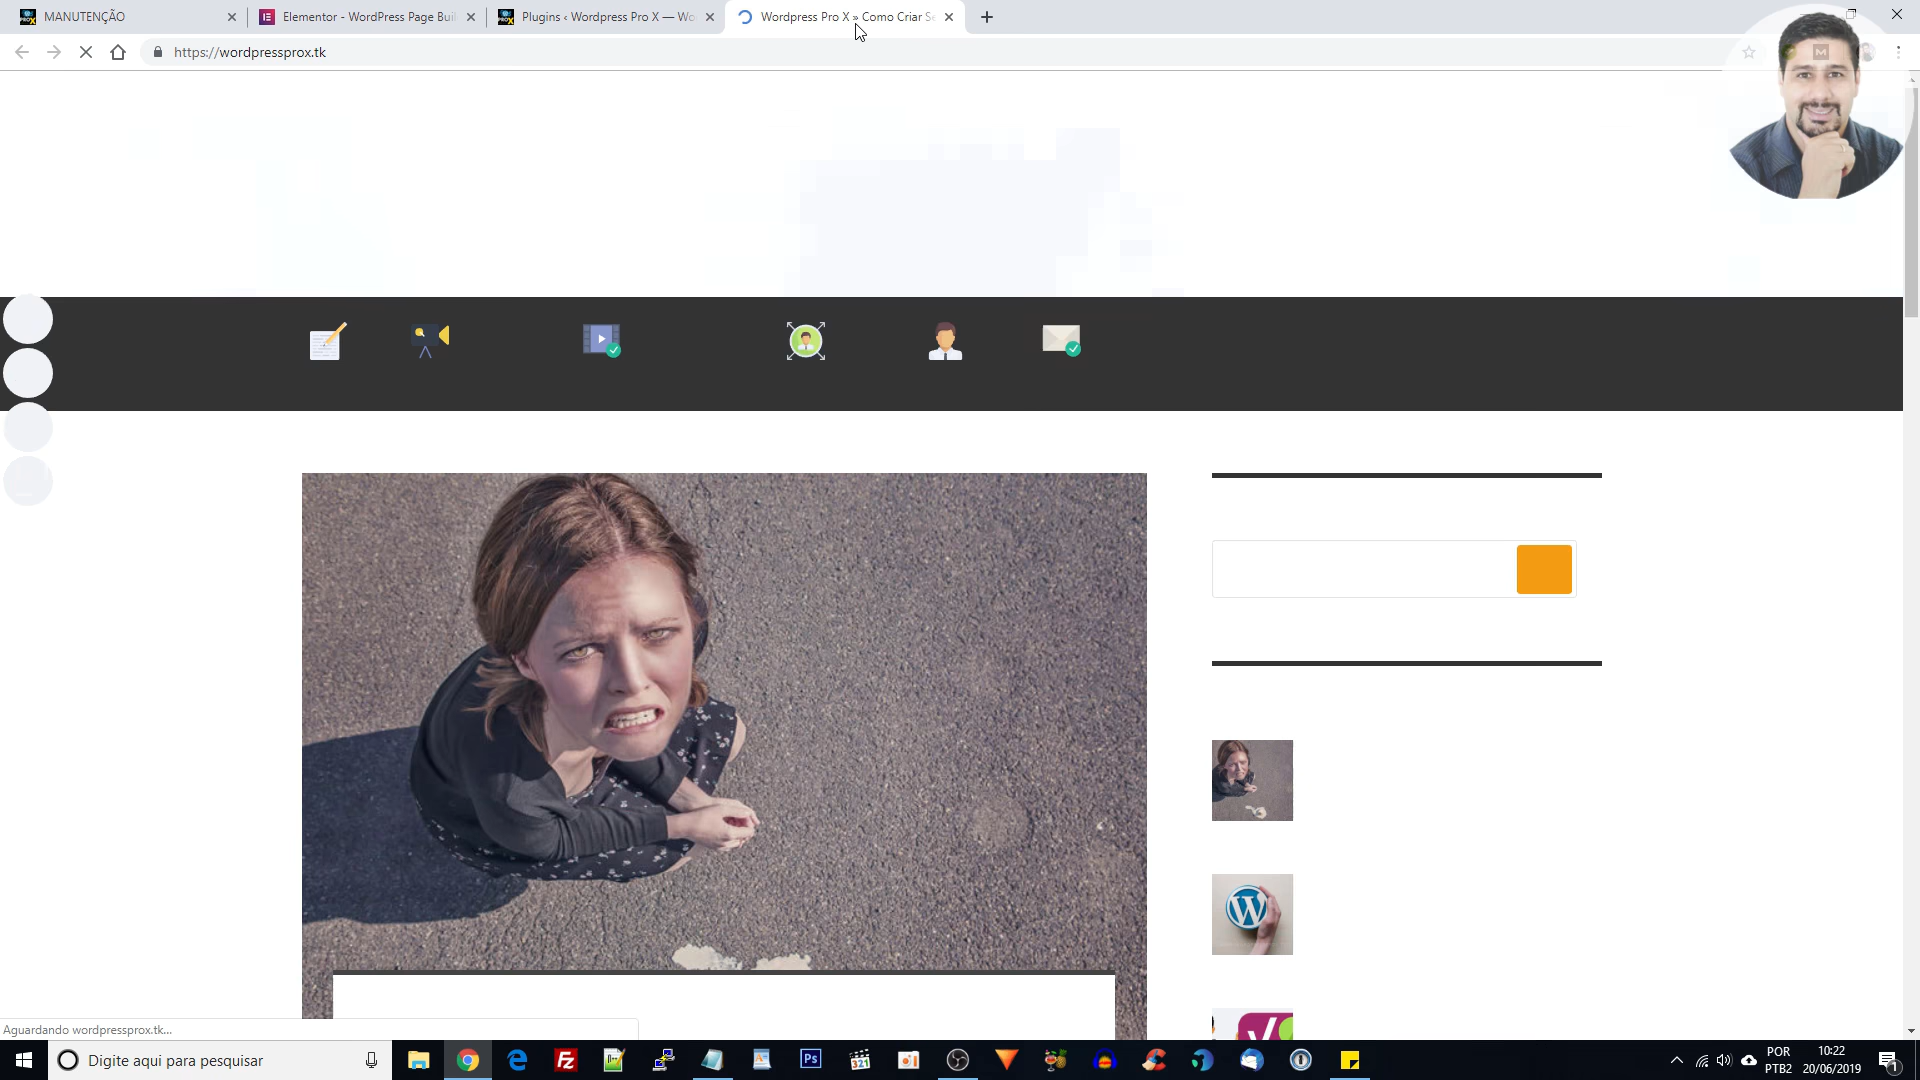 MANUTENÇÃO
Elementor - WordPress Page Buil
Plugins ‹ Wordpress Pro X — Wo
Wordpress Pro X » Como Criar Se
https://wordpressprox.tk
Aguardando wordpressprox.tk...
Digite aqui para pesquisar
POR
PTB2
10:22
20/06/2019